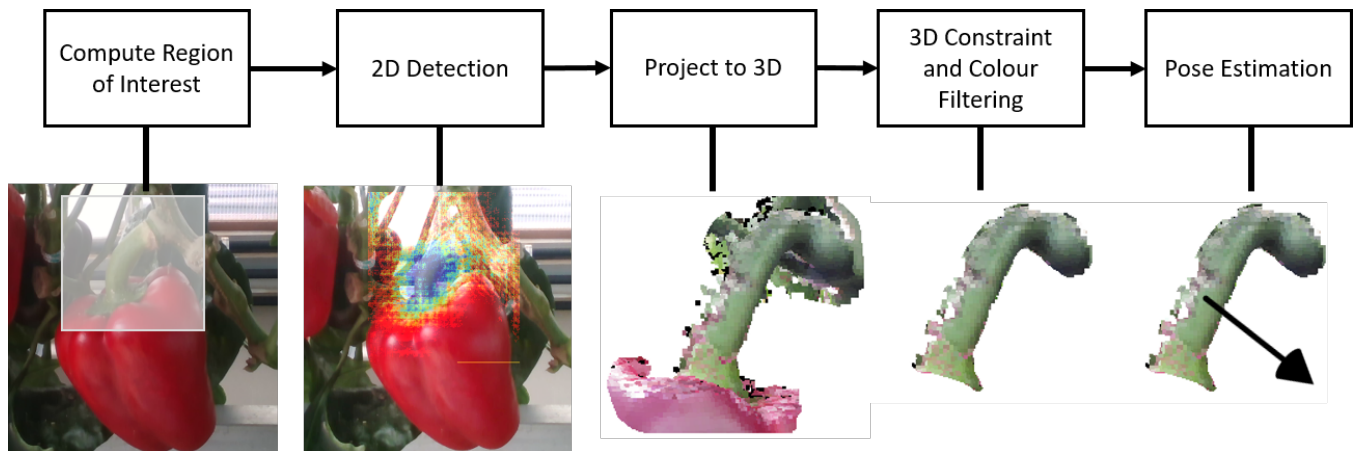 Compute Region
of Interest
2D Detection
Project to 3D
3D Constraint
and Colour
Filtering
Pose Estimation